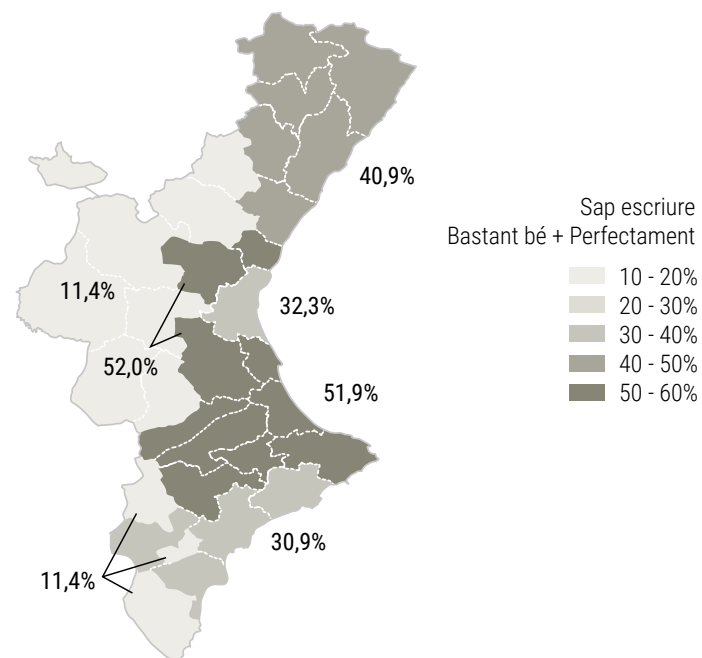 40,9%
Sap escriure
Bastant bé + Perfectament
10 - 20%
20 - 30%
30 - 40%
40 - 50%
50 - 60%
11,4%
32,3%
52,0%
51,9%
30,9%
11,4%